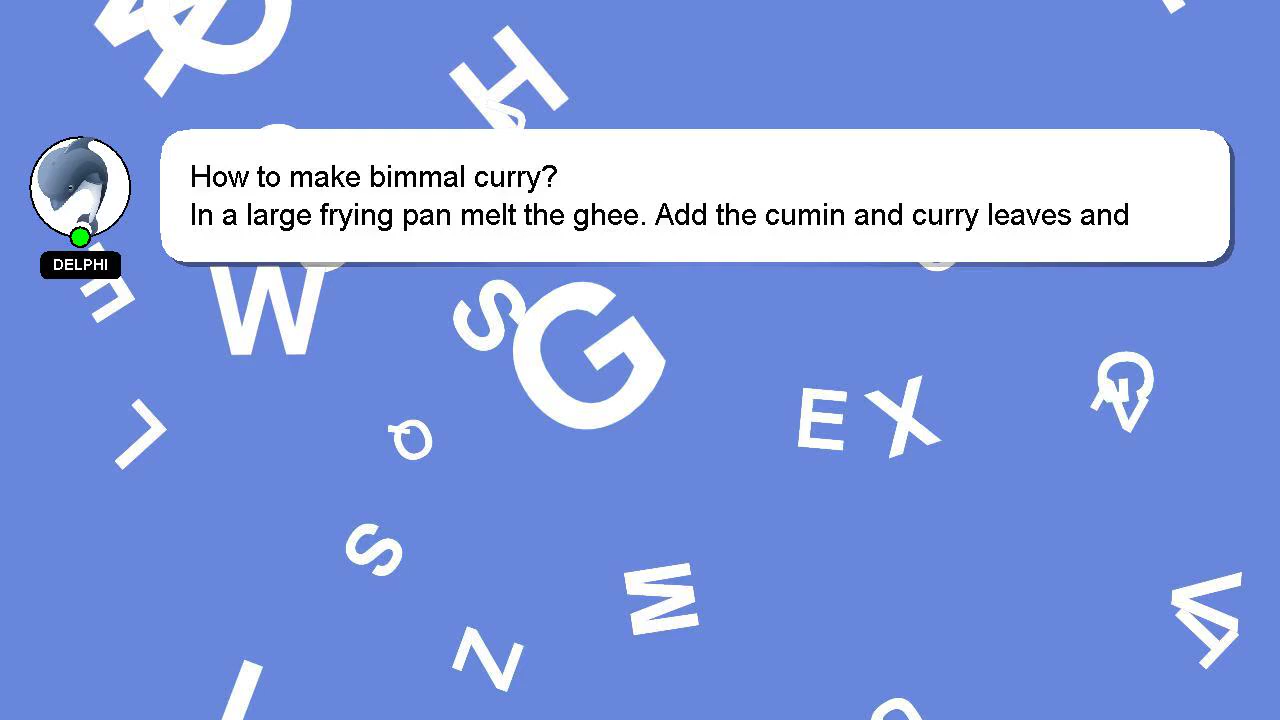 How to make bimmal curry?
In a large frying pan melt the ghee. Add the cumin and curry leaves and
DELPHI
W
H
S
G
E X
L
Q
S
M
Z
V